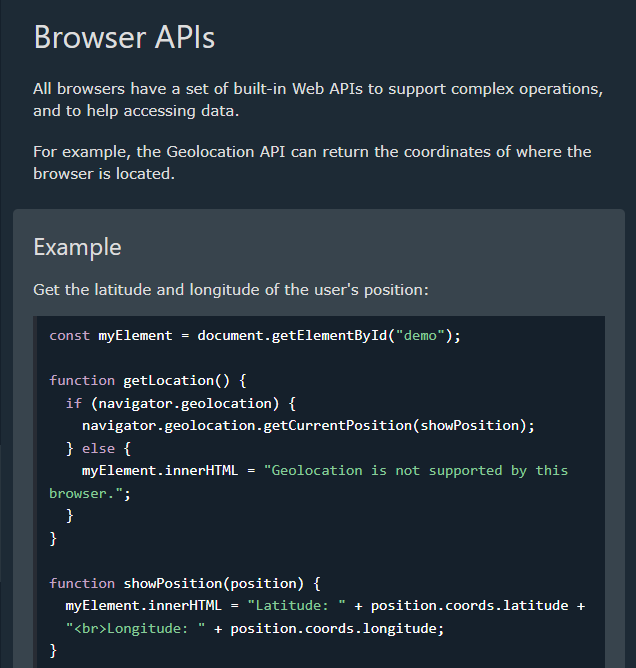 Browser APIs
All browsers have a set of built-in Web APIs to support complex operations,
and to help accessing data.
For example, the Geolocation API can return the coordinates of where the
browser is located.
Example
Get the latitude and longitude of the user's position:
const myElement = document.getElementById("demo");
function getLocation() {
  if (navigator.geolocation) {
    navigator.geolocation.getCurrentPosition(showPosition);
  } else {
    myElement.innerHTML = "Geolocation is not supported by this
browser.";
  }
}
function showPosition(position) {
  myElement.innerHTML = "Latitude: " + position.coords.latitude +
  "<br>Longitude: " + position.coords.longitude;
}